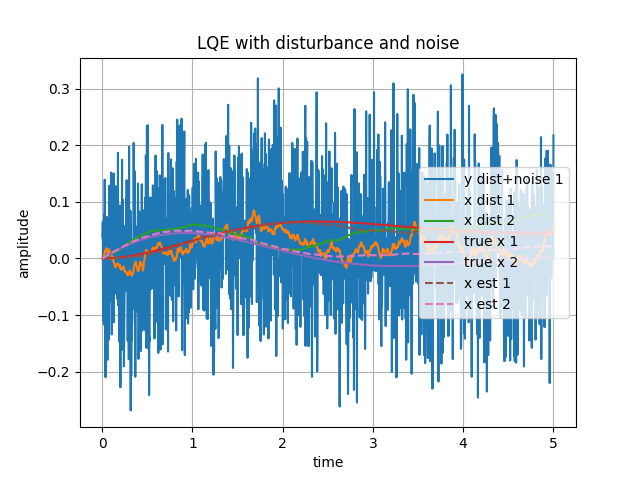 LQE with disturbance and noise
amplitude
0.3
0.2
0.1
0.0
−0.1
−0.2
y dist+noise 1
x dist 1
x dist 2
true x 1
true x 2
x est 1
x est 2
0
1
2
3
4
5
time